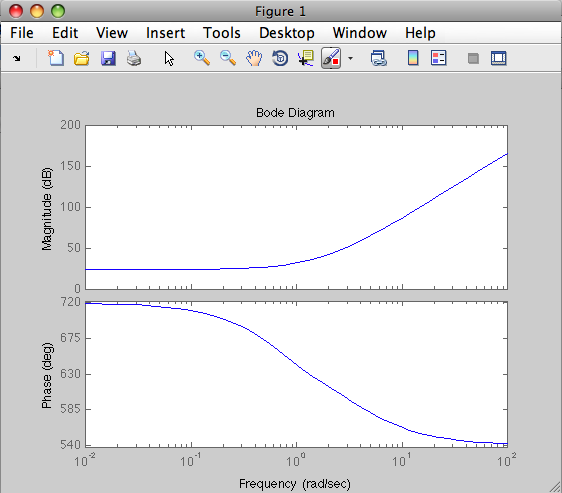 Figure 1
File Edit View Insert Tools Desktop Window Help
Bode Diagram
200
150
100
50
0
Magnitude (dB)
720
675
630
585
540
Phase (deg)
10^-2 10^-1 10^0 10^1 10^2
Frequency (rad/sec)